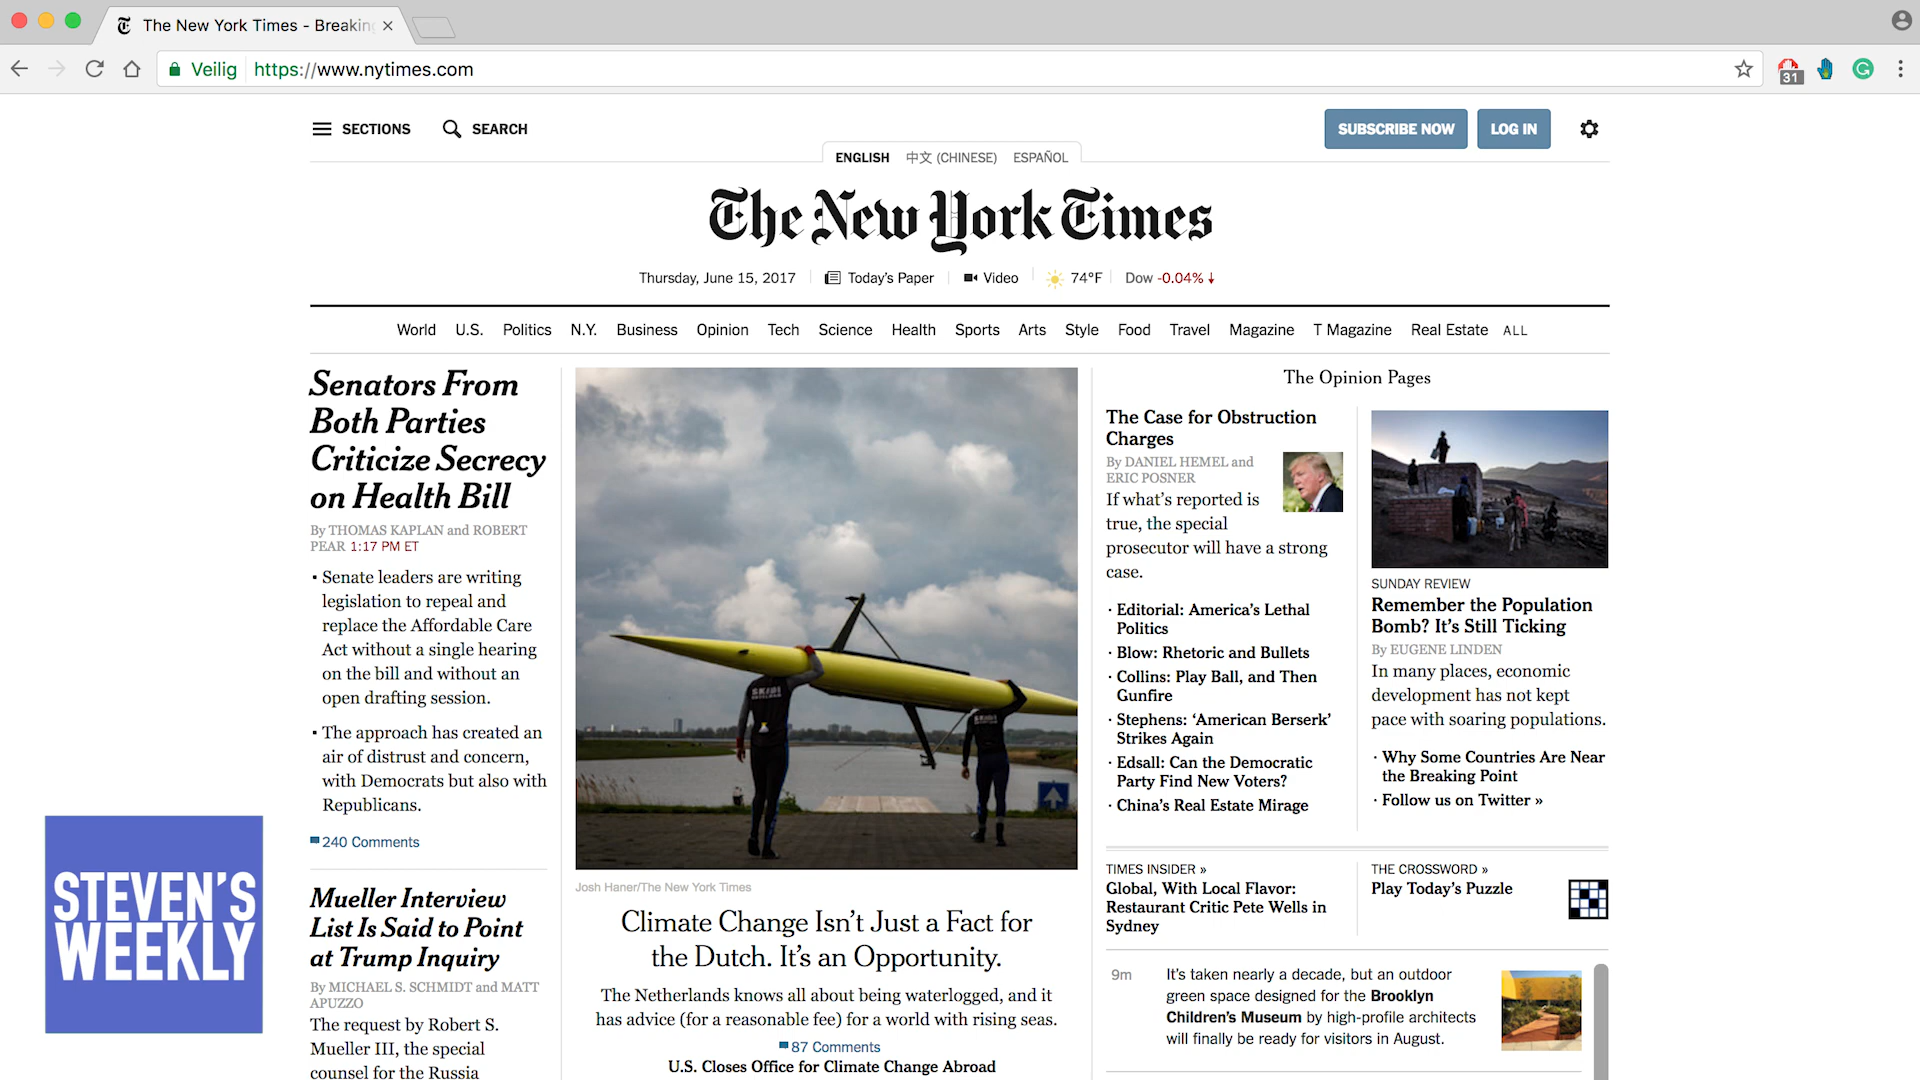 The New York Times - Breaking
Veilig
https://www.nytimes.com
31
SECTIONS
SEARCH
SUBSCRIBE NOW
LOG IN
ENGLISH
中文 (CHINESE)
ESPAÑOL
The New York Times
Thursday, June 15, 2017
Today's Paper
Video
74°F
Dow -0.04%
World U.S. Politics N.Y. Business Opinion Tech Science Health Sports Arts Style Food Travel Magazine T Magazine Real Estate ALL
Senators From
Both Parties
Criticize Secrecy
on Health Bill
By THOMAS KAPLAN and ROBERT
PEAR 1:17 PM ET
Senate leaders are writing
legislation to repeal and
replace the Affordable Care
Act without a single hearing
on the bill and without an
open drafting session.
The approach has created an
air of distrust and concern,
with Democrats but also with
Republicans.
240 Comments
Mueller Interview
List Is Said to Point
at Trump Inquiry
By MICHAEL S. SCHMIDT and MATT
APUZZO
The request by Robert S.
Mueller III, the special
counsel for the Russia
SKADI
SKADI
Josh Haner/The New York Times
Climate Change Isn't Just a Fact for
the Dutch. It's an Opportunity.
The Netherlands knows all about being waterlogged, and it
has advice (for a reasonable fee) for a world with rising seas.
87 Comments
U.S. Closes Office for Climate Change Abroad
The Opinion Pages
The Case for Obstruction
Charges
By DANIEL HEMEL and
ERIC POSNER
If what's reported is
true, the special
prosecutor will have a strong
case.
· Editorial: America's Lethal
Politics
· Blow: Rhetoric and Bullets
· Collins: Play Ball, and Then
Gunfire
· Stephens: 'American Berserk'
Strikes Again
· Edsall: Can the Democratic
Party Find New Voters?
· China's Real Estate Mirage
SUNDAY REVIEW
Remember the Population
Bomb? It's Still Ticking
By EUGENE LINDEN
In many places, economic
development has not kept
pace with soaring populations.
· Why Some Countries Are Near
the Breaking Point
· Follow us on Twitter »
TIMES INSIDER »
Global, With Local Flavor:
Restaurant Critic Pete Wells in
Sydney
THE CROSSWORD »
Play Today's Puzzle
9m
It's taken nearly a decade, but an outdoor
green space designed for the Brooklyn
Children's Museum by high-profile architects
will finally be ready for visitors in August.
STEVEN'S
WEEKLY